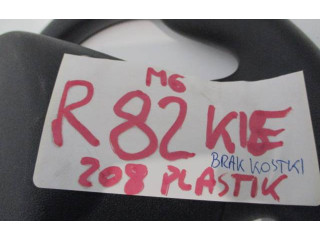 M6
R 82 KIE
BRAK KOSTKI
208 PLASTIK